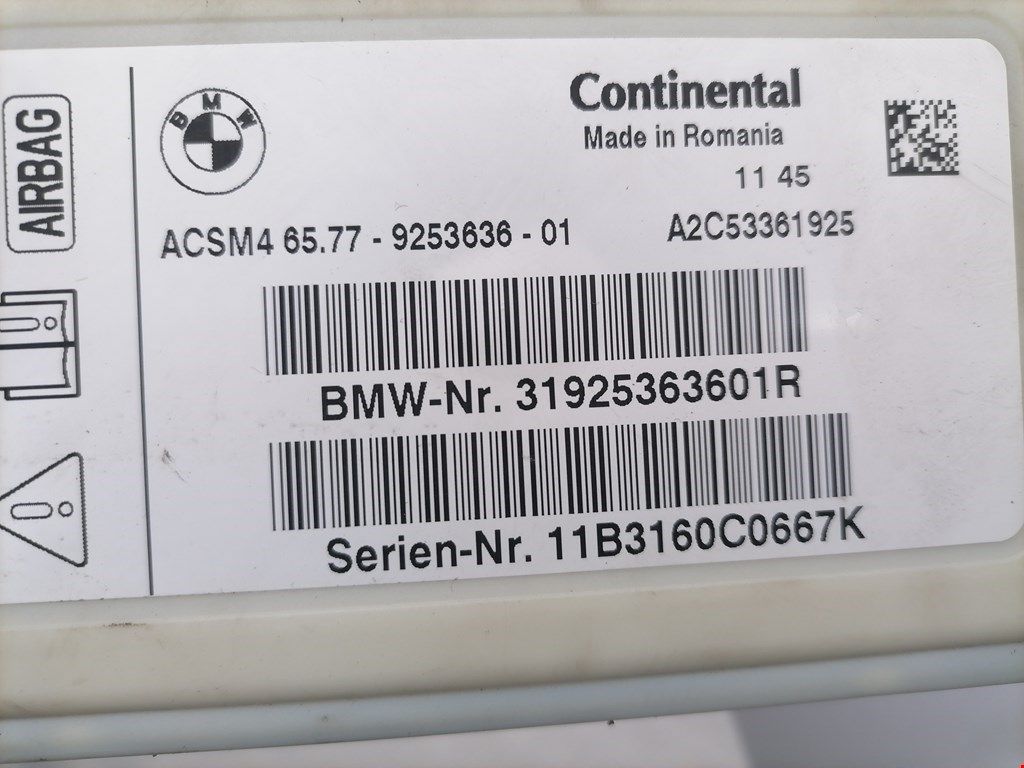 AIRBAG
BMW
Continental
Made in Romania
11 45
ACSM4 65.77 - 9253636 - 01
A2C53361925
BMW-Nr. 31925363601R
Serien-Nr. 11B3160C0667K